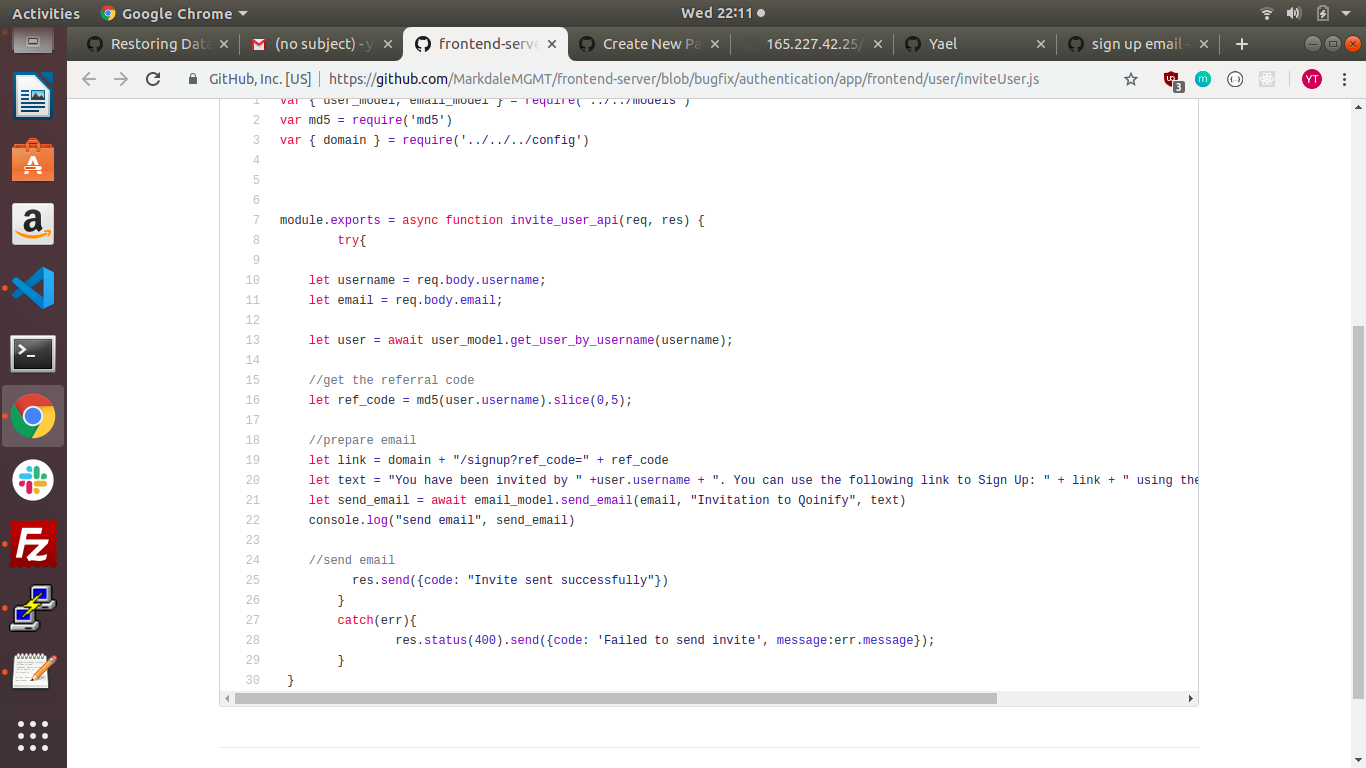 Activities
Google Chrome
Wed 22:11
Restoring Data
(no subject) - y
frontend-serve
Create New Pa
165.227.42.25/
Yael
sign up email -
GitHub, Inc. [US]
https://github.com/MarkdaleMGMT/frontend-server/blob/bugfix/authentication/app/frontend/user/inviteUser.js
3
YT
1 var { user_model, email_model } = require('../../models')
2 var md5 = require('md5')
3 var { domain } = require('../../../config')
4
5
6
7 module.exports = async function invite_user_api(req, res) {
8 try{
9
10 let username = req.body.username;
11 let email = req.body.email;
12
13 let user = await user_model.get_user_by_username(username);
14
15 //get the referral code
16 let ref_code = md5(user.username).slice(0,5);
17
18 //prepare email
19 let link = domain + "/signup?ref_code=" + ref_code
20 let text = "You have been invited by " +user.username + ". You can use the following link to Sign Up: " + link + " using the
21 let send_email = await email_model.send_email(email, "Invitation to Qoinify", text)
22 console.log("send email", send_email)
23
24 //send email
25 res.send({code: "Invite sent successfully"})
26 }
27 catch(err){
28 res.status(400).send({code: 'Failed to send invite', message:err.message});
29 }
30 }